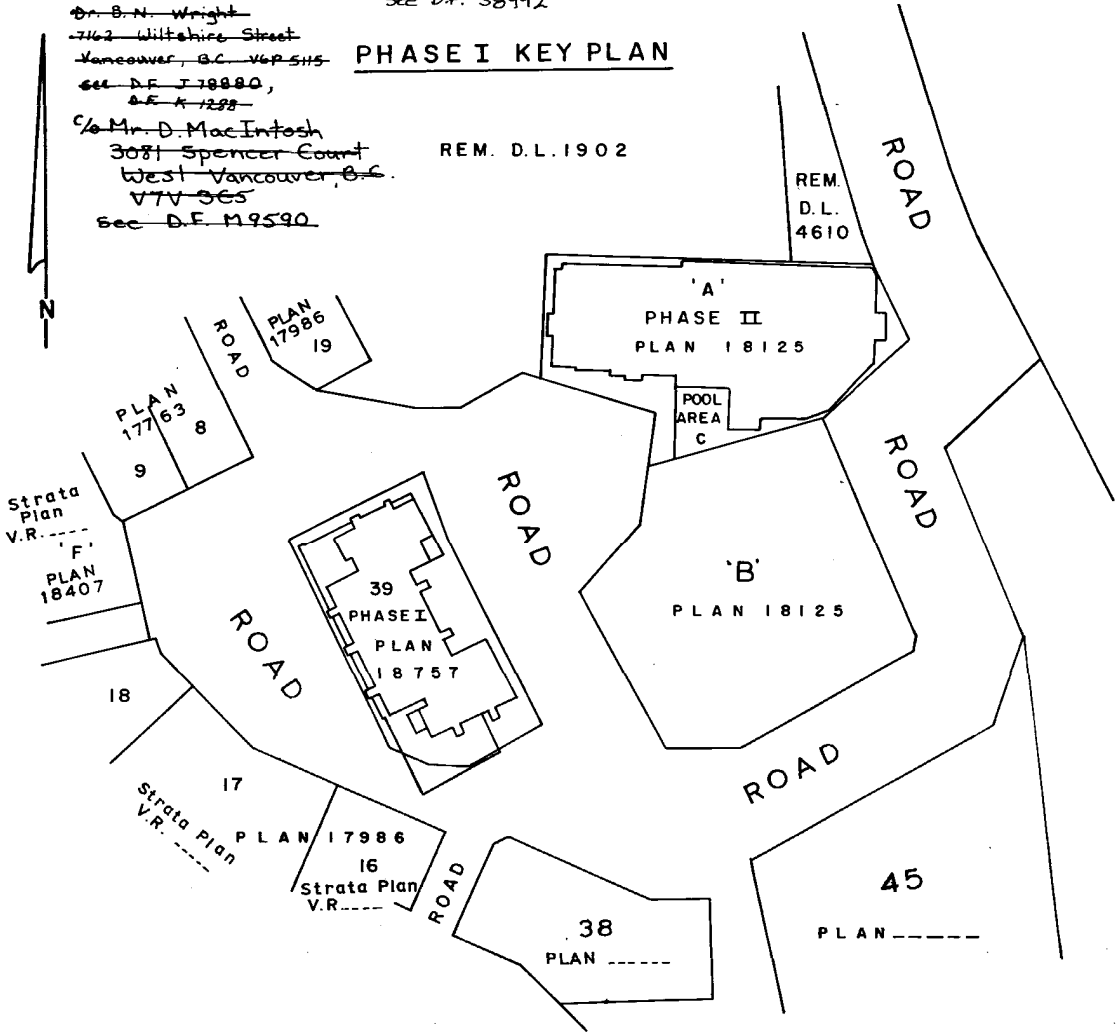 see D.F. 38992
Dr. B.N. Wright
7162 Wiltshire Street
Vancouver, B.C. V6P 5H5
see D.F. J 78880,
D.F. K 1288
c/o Mr. D. MacIntosh
3081 Spencer Court
West Vancouver, B.C.
V7V 3C5
see D.F. M9590
PHASE I KEY PLAN
REM. D.L. 1902
REM.
D.L.
4610
ROAD
N
'A'
PHASE II
PLAN 18125
POOL
AREA
C
PLAN
17986
19
ROAD
PLAN
17763
8
9
Strata
Plan
V.R.----
'F'
PLAN
18407
ROAD
ROAD
ROAD
39
PHASE I
PLAN
18757
'B'
PLAN 18125
18
17
Strata Plan
V.R. -----
PLAN 17986
16
Strata Plan
V.R.-----
ROAD
ROAD
38
PLAN ------
45
PLAN------